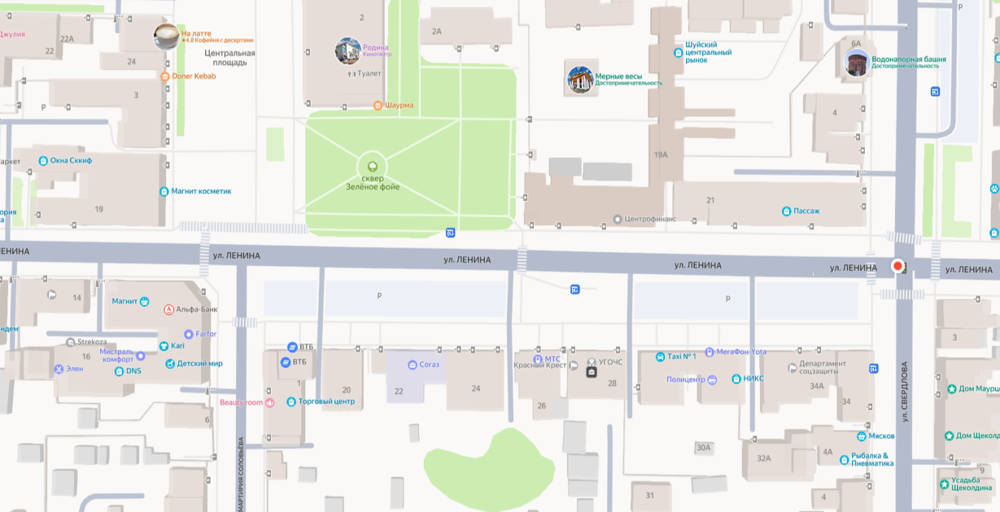 Джулия
22А
22
На латте
★4,8 Кофейня с десертами
Центральная
площадь
24
Doner Kebab
3
P
2
Родина
Кинотеатр
Туалет
Шаурма
2А
Мерные весы
Достопримечательность
Шуйский
центральный
рынок
6А
Водонапорная башня
Достопримечательность
P
4
19А
аркет
Окна Сккиф
Магнит косметик
19
ория
а
сквер
Зелёное фойе
21
Пассаж
Центрофинанс
ЕНИНА
ул. ЛЕНИНА
ул. ЛЕНИНА
ул. ЛЕНИНА
ул. ЛЕНИНА
ул. ЛЕНИНА
14
Магнит
Альфа-Банк
P
P
ндем
Farfor
Strekoza
Kari
16
Мистраль
комфорт
Элен
DNS
Детский мир
ВТБ
ВТБ
1
Beauty room
Торговый центр
20
Согаз
22
24
МТС
Красный Крест
УГОЧС
28
26
Taxi № 1
МегаФон-Yota
Полицентр
НИКС
Департамент
соцзащиты
34А
34
3
ул. СВЕРДЛОВА
Дом Маурц
6
МАРТИРИЯ СОЛОВЬЁВА
30А
32А
31
Мясков
4А
Рыбалка &
Пневматика
4
Дом Щеколд
9
Усадьба
Щеколдина